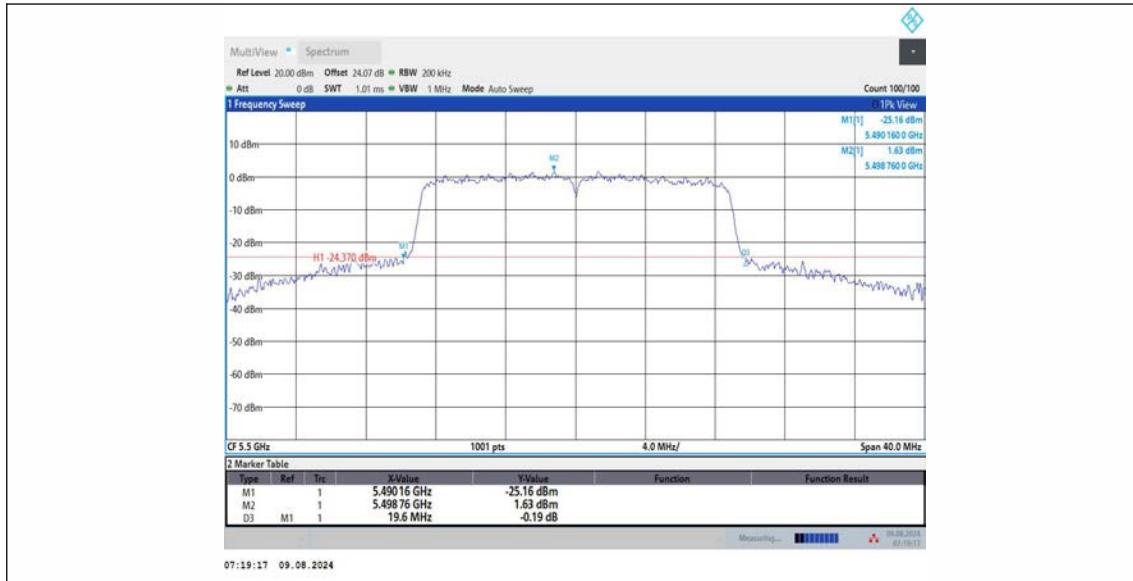 MultiView Spectrum
Ref Level 20.00 dBm Offset 24.07 dB RBW 200 kHz
Att 0 dB SWT 1.01 ms VBW 1 MHz Mode Auto Sweep Count 100/100
1 Frequency Sweep 1Pk View
M1[1] -25.16 dBm
5.490 160 0 GHz
M2[1] 1.63 dBm
5.498 760 0 GHz
10 dBm
M2
0 dBm
-10 dBm
-20 dBm
M1
D3
H1 -24.370 dBm
-30 dBm
-40 dBm
-50 dBm
-60 dBm
-70 dBm
CF 5.5 GHz 1001 pts 4.0 MHz/ Span 40.0 MHz
2 Marker Table
Type Ref Trc X-Value Y-Value Function Function Result
M1 1 5.490 16 GHz -25.16 dBm
M2 1 5.498 76 GHz 1.63 dBm
D3 M1 1 19.6 MHz -0.19 dB
Measuring... 09.08.2024
07:19:17
07:19:17 09.08.2024